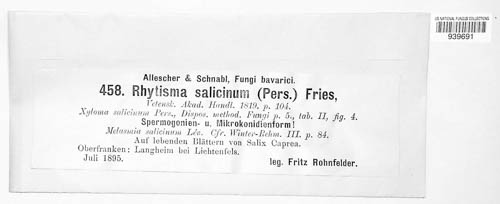 US NATIONAL FUNGUS COLLECTIONS
939691
Allescher & Schnabl, Fungi bavarici.
458. Rhytisma salicinum (Pers.) Fries,
Vetensk. Akad. Handl. 1819. p. 104.
Xyloma salicinum Pers., Dispos. method. Fungi p. 5., tab. II, fig. 4.
Spermogonien- u. Mikrokonidienform!
Melasmia salicina Lév. Cfr. Winter-Rehm. III. p. 84.
Auf lebenden Blättern von Salix Caprea.
Oberfranken: Langheim bei Lichtenfels.
Juli 1895. leg. Fritz Rohnfelder.